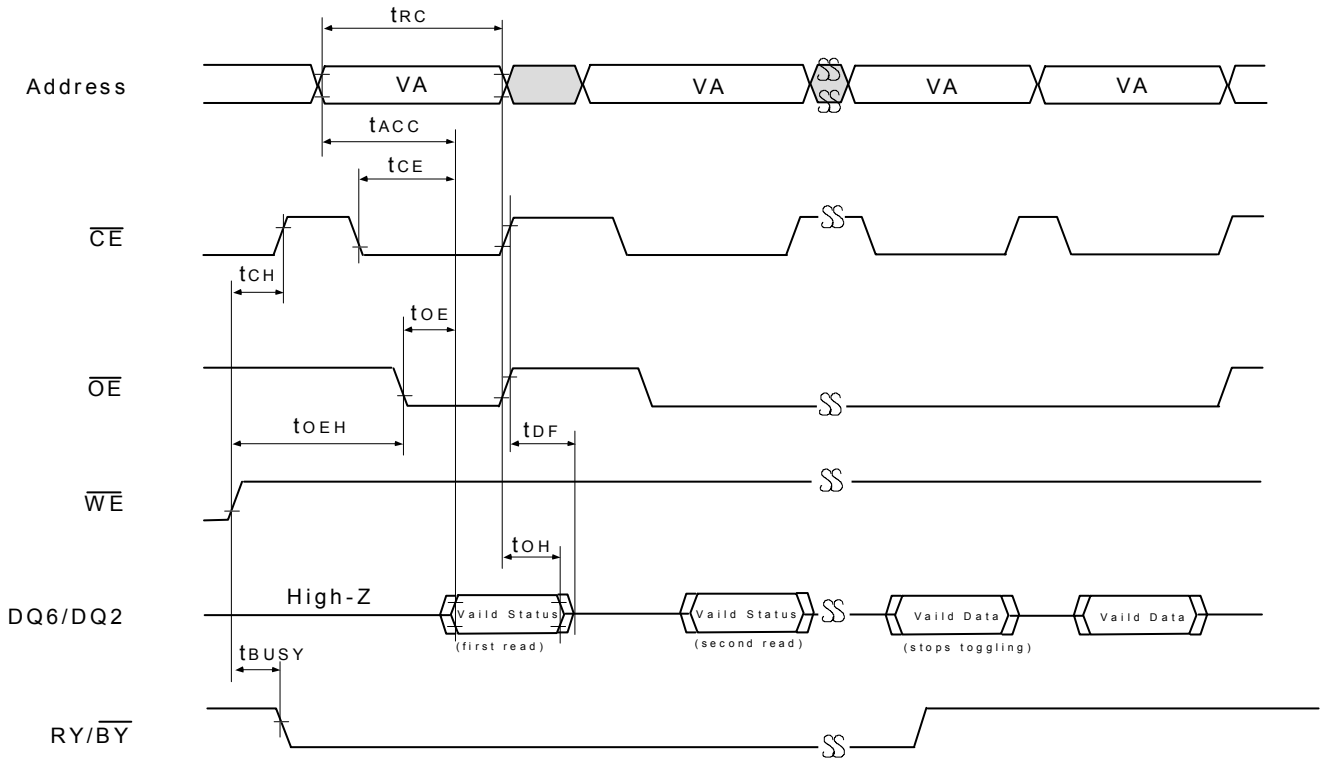 tRC
Address
VA
VA
VA
VA
tACC
tCE
CE
tCH
tOE
OE
tOEH
tDF
WE
tOH
High-Z
DQ6/DQ2
Vaild Status
Vaild Status
Vaild Data
Vaild Data
(first read)
(second read)
(stops toggling)
tBUSY
RY/BY